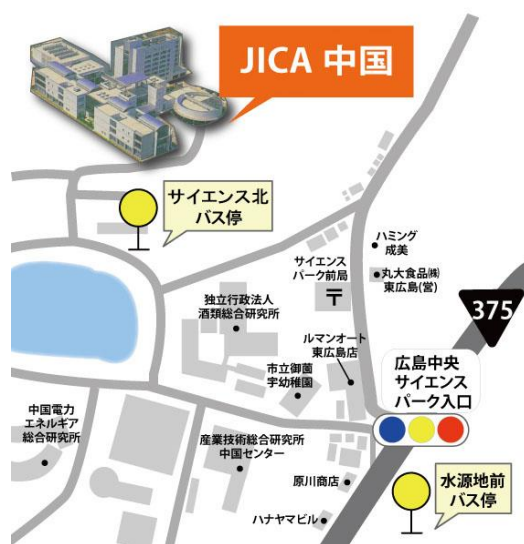 JICA 中国
サイエンス北
バス停
ハミング
成美
サイエンス
パーク前局
〒
丸大食品㈱
東広島(営)
375
独立行政法人
酒類総合研究所
ルマンオート
東広島店
市立御薗
宇幼稚園
広島中央
サイエンス
パーク入口
中国電力
エネルギア
総合研究所
産業技術総合研究所
中国センター
原川商店
水源地前
バス停
ハナヤマビル